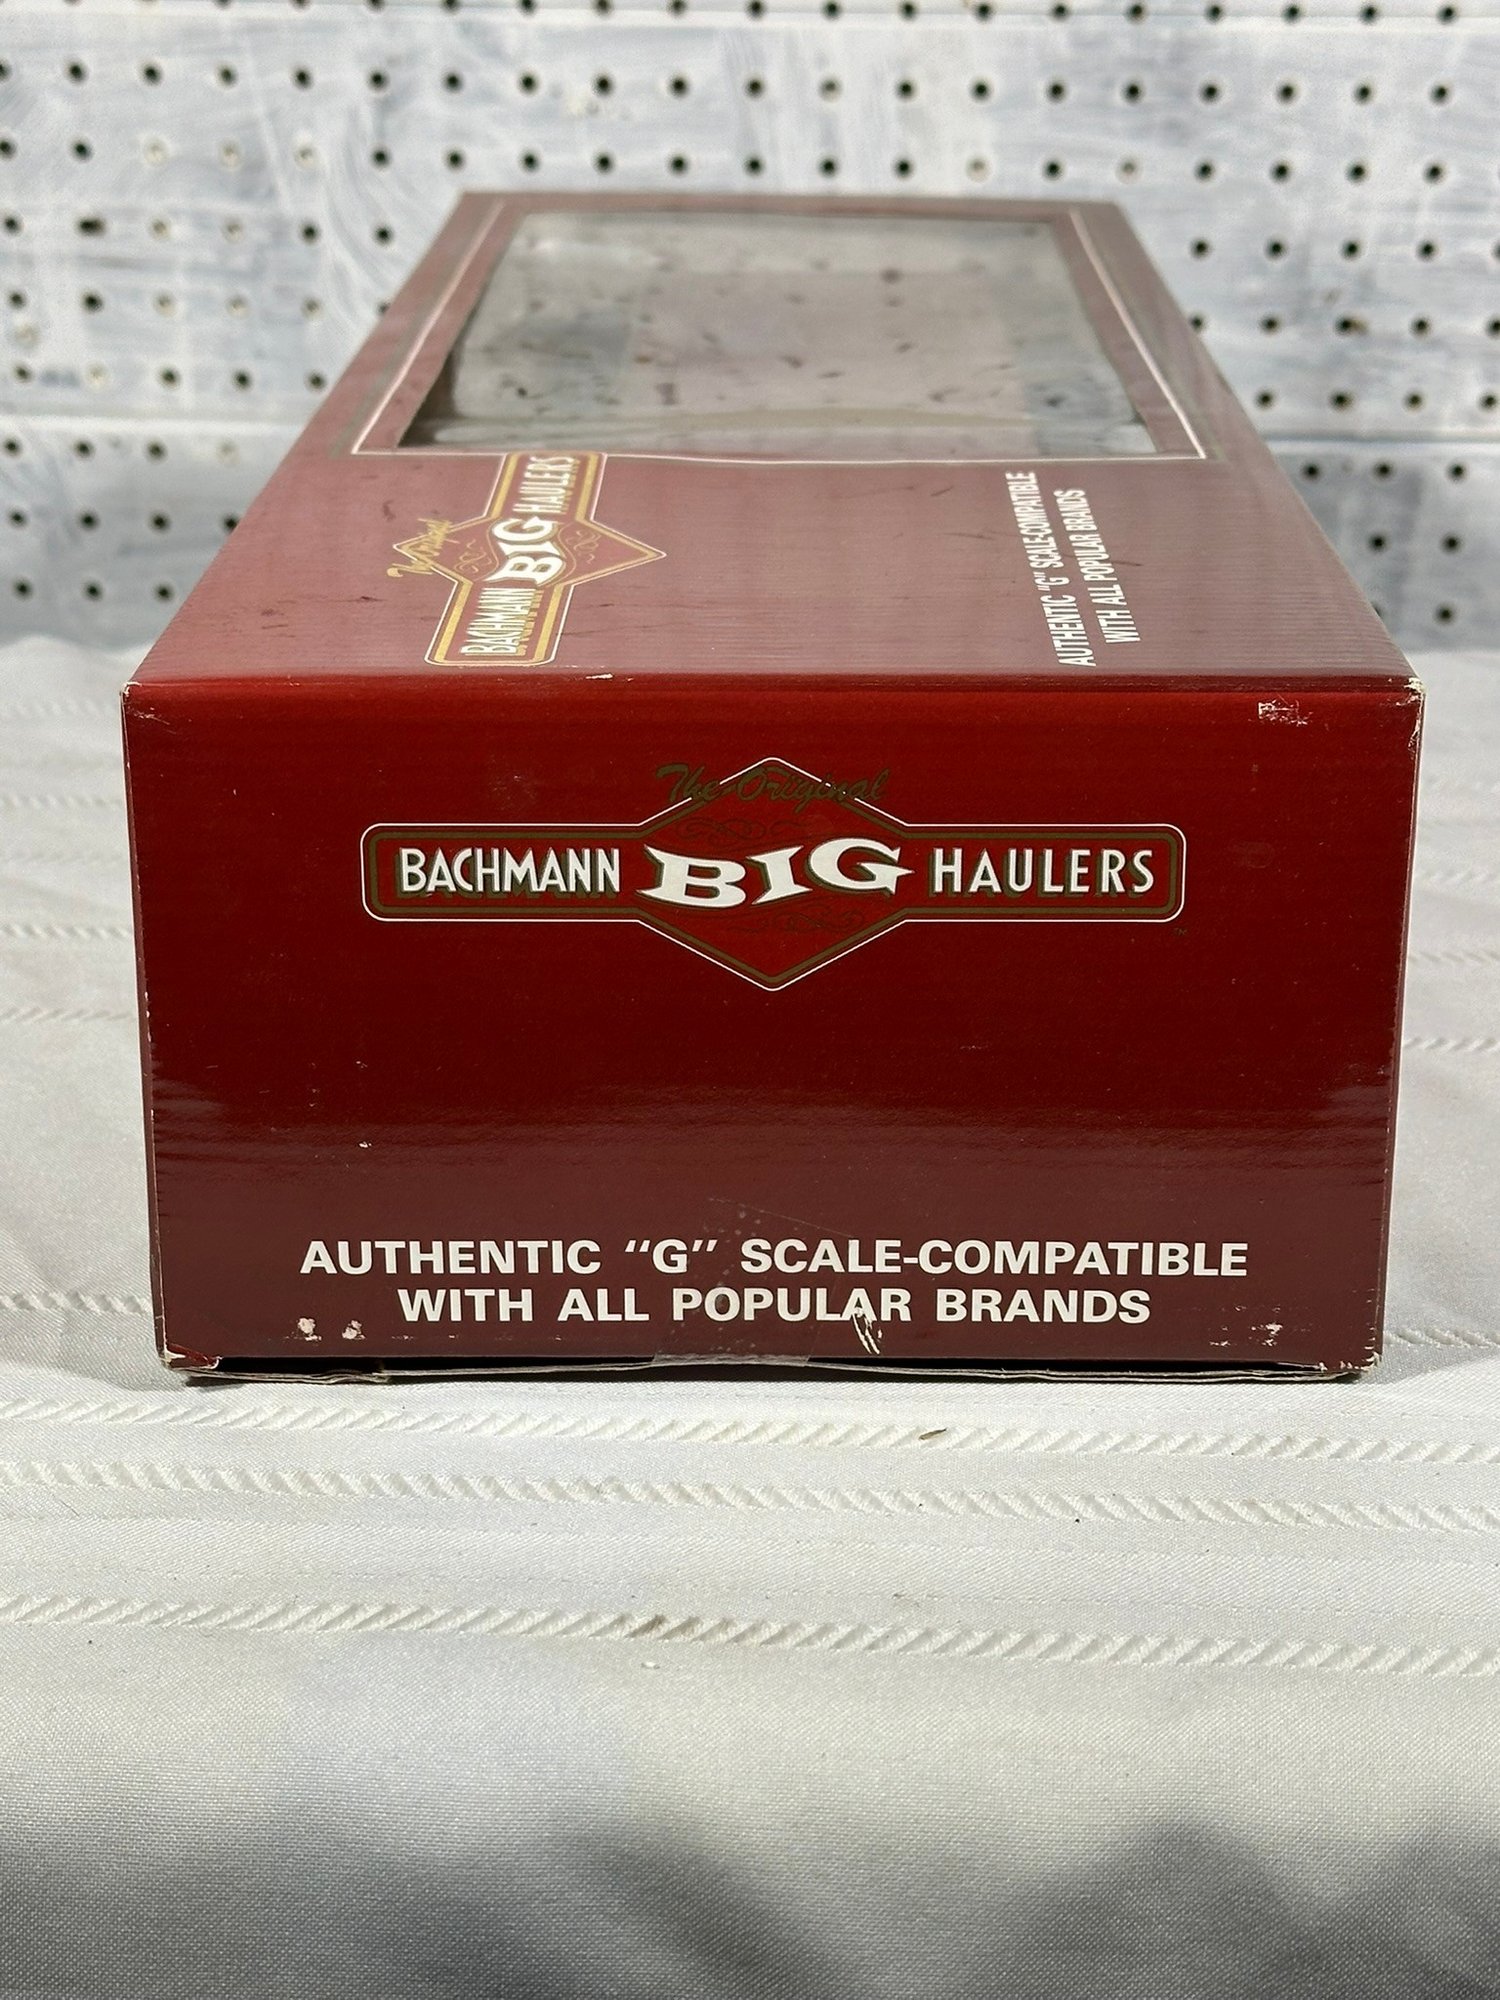 The Original
BACHMANN BIG HAULERS
AUTHENTIC "G" SCALE-COMPATIBLE
WITH ALL POPULAR BRANDS
The Original
BACHMANN BIG HAULERS
TM
AUTHENTIC "G" SCALE-COMPATIBLE
WITH ALL POPULAR BRANDS